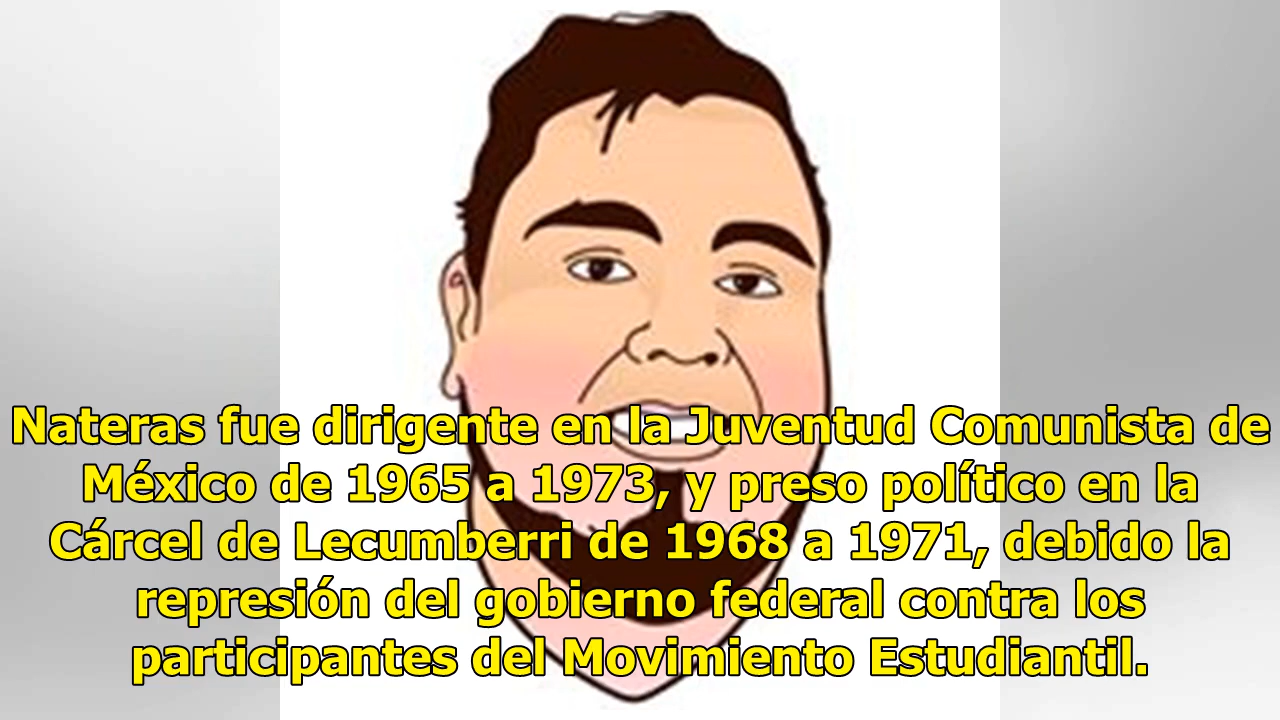 Nateras fue dirigente en la Juventud Comunista de
México de 1965 a 1973, y preso político en la
Cárcel de Lecumberri de 1968 a 1971, debido la
represión del gobierno federal contra los
participantes del Movimiento Estudiantil.